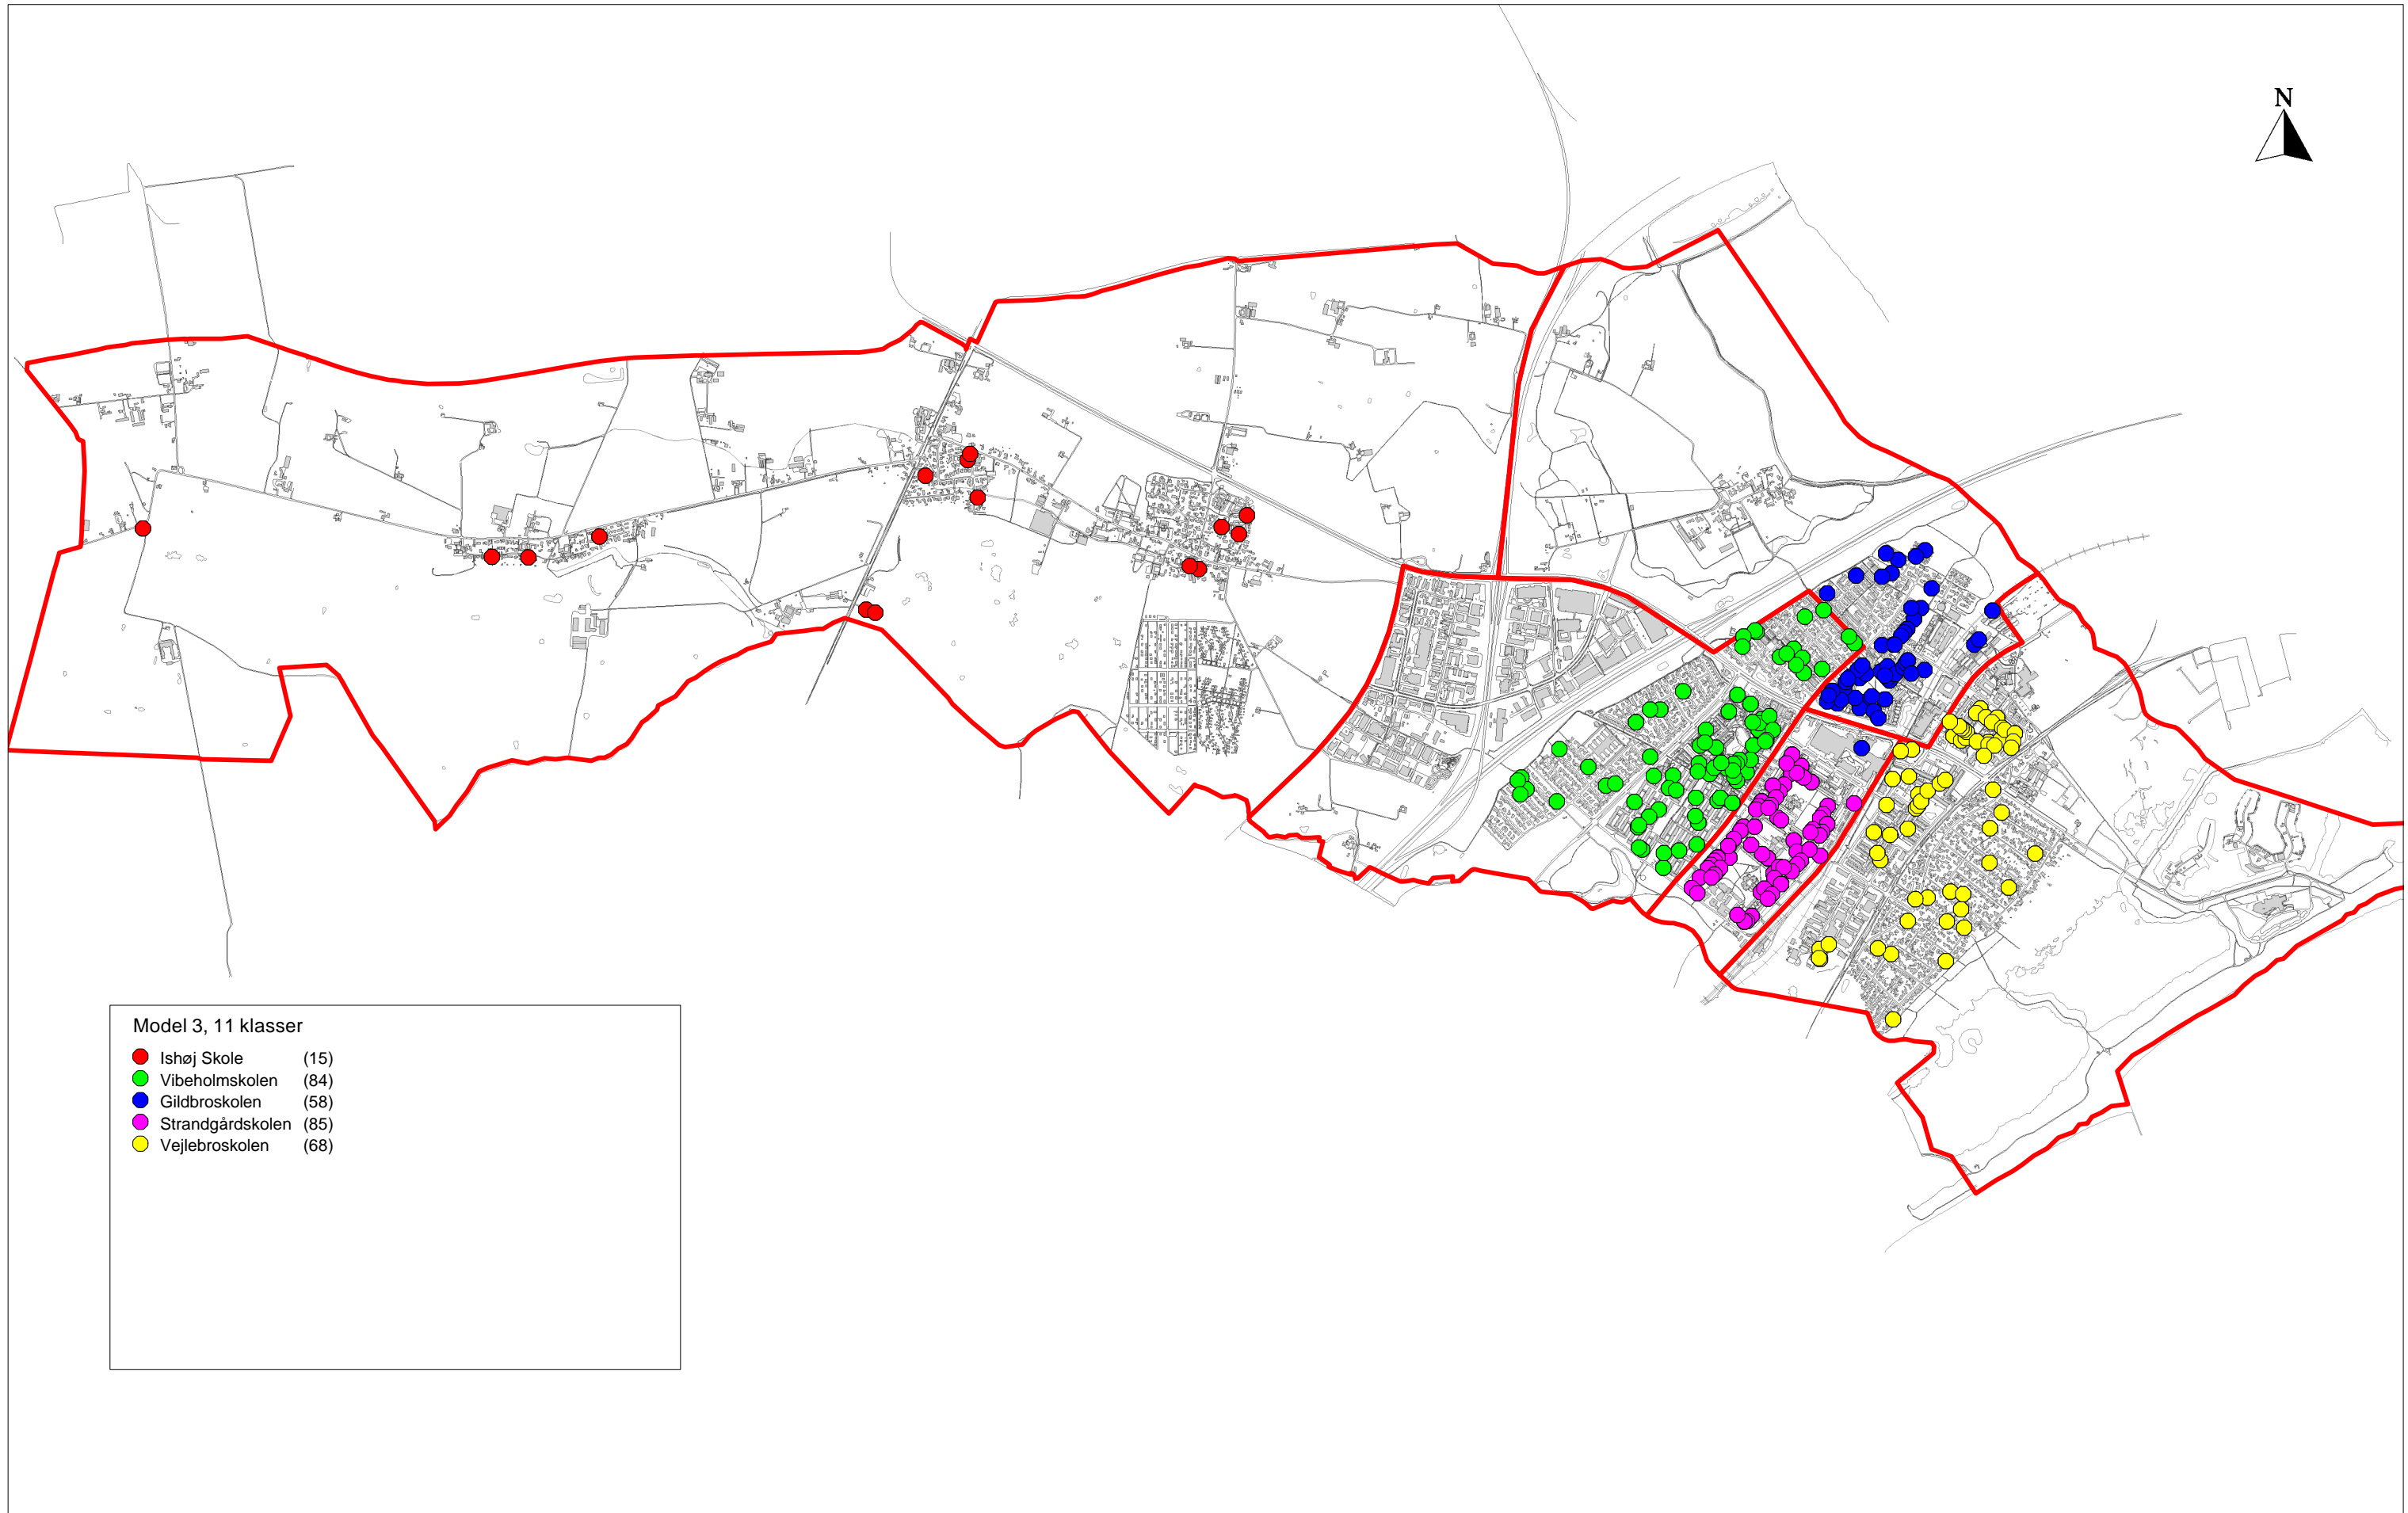 N
Model 3, 11 klasser
Ishøj Skole (15)
Vibeholmskolen (84)
Gildbroskolen (58)
Strandgårdskolen (85)
Vejlebroskolen (68)